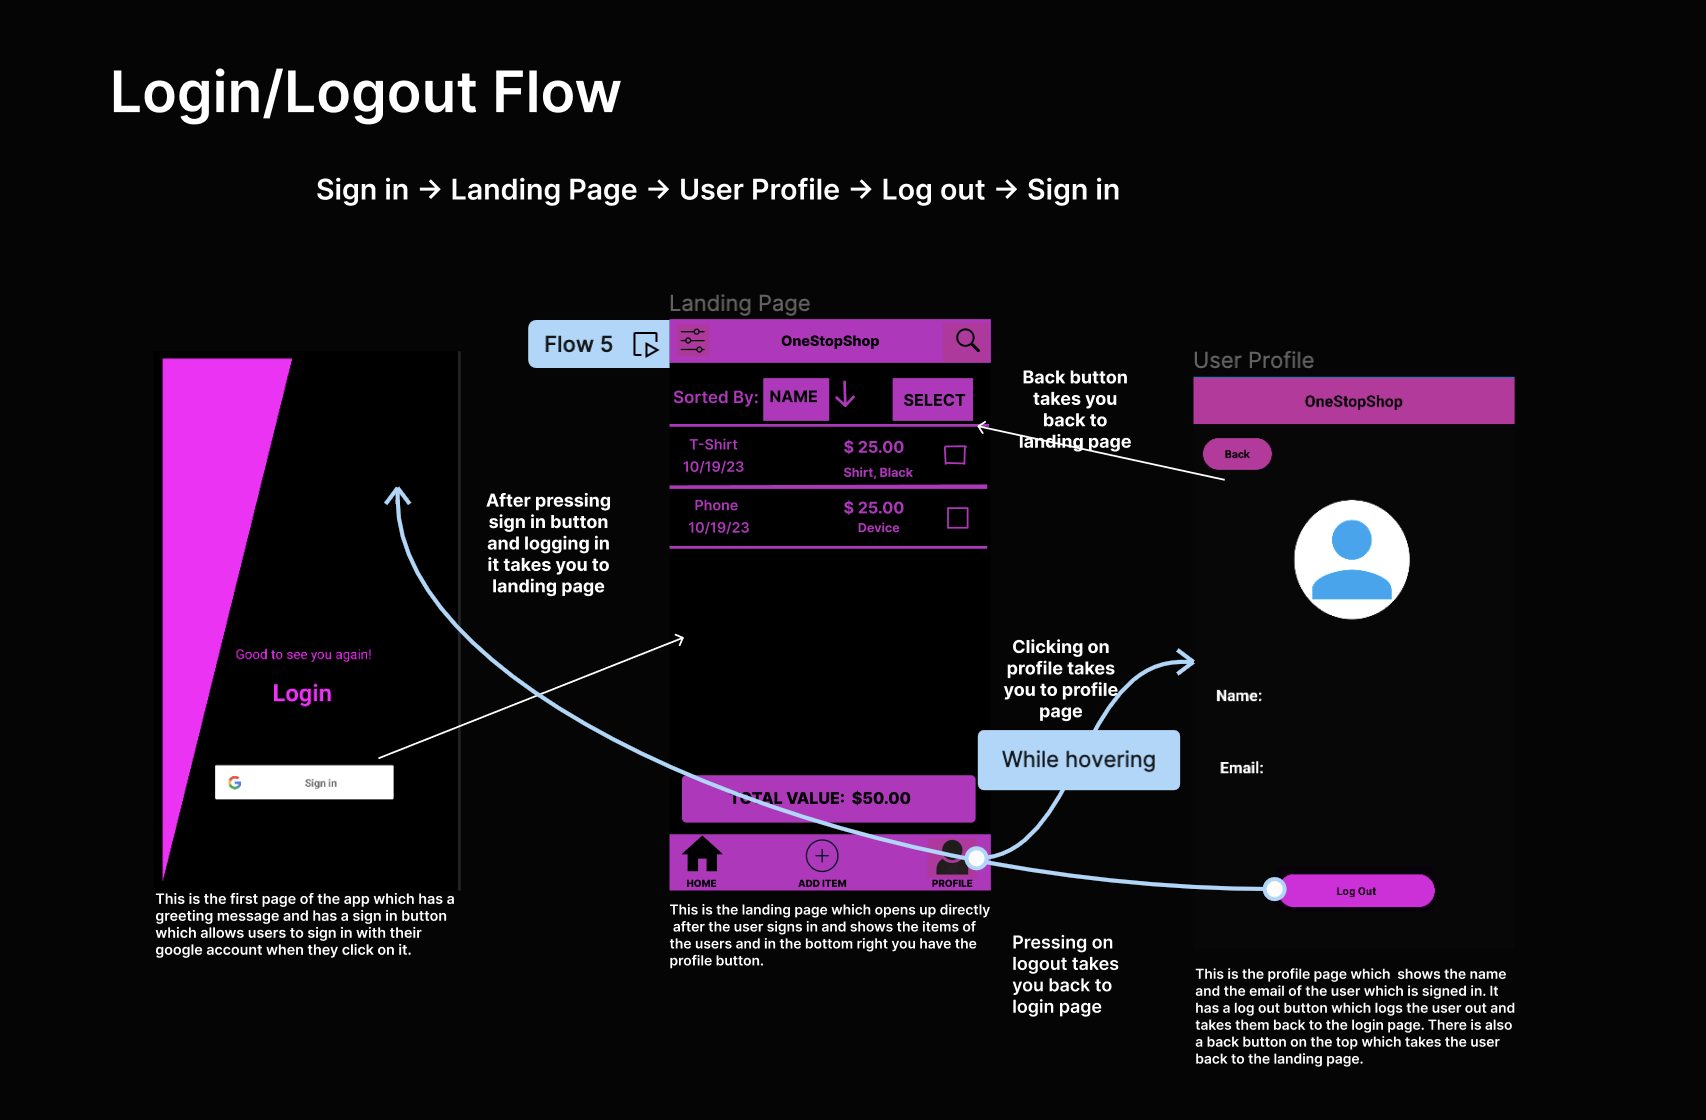 Login/Logout Flow
Sign in → Landing Page → User Profile → Log out → Sign in
Good to see you again!
Login
Sign in
This is the first page of the app which has a
greeting message and has a sign in button
which allows users to sign in with their
google account when they click on it.
After pressing
sign in button
and logging in
it takes you to
landing page
Flow 5
Landing Page
OneStopShop
Sorted By:
NAME
SELECT
T-Shirt
$ 25.00
10/19/23
Shirt, Black
Phone
$ 25.00
10/19/23
Device
TOTAL VALUE: $50.00
HOME
ADD ITEM
PROFILE
This is the landing page which opens up directly
after the user signs in and shows the items of
the users and in the bottom right you have the
profile button.
Back button
takes you
back to
landing page
Clicking on
profile takes
you to profile
page
While hovering
Pressing on
logout takes
you back to
login page
User Profile
OneStopShop
Back
Name:
Email:
Log Out
This is the profile page which  shows the name
and the email of the user which is signed in. It
has a log out button which logs the user out and
takes them back to the login page. There is also
a back button on the top which takes the user
back to the landing page.